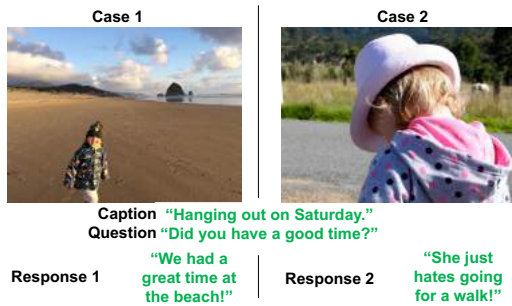 Case 1
Case 2
Caption “Hanging out on Saturday.”
Question “Did you have a good time?”
Response 1
“We had a
great time at
the beach!”
Response 2
“She just
hates going
for a walk!”